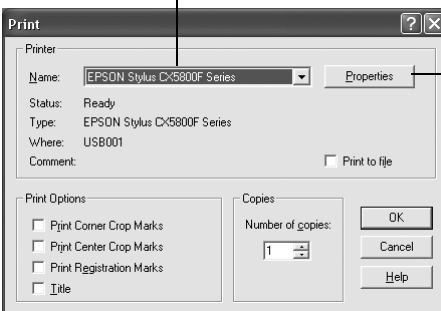 Print
Printer
Name: EPSON Stylus CX5800F Series Properties
Status: Ready
Type: EPSON Stylus CX5800F Series
Where: USB001
Comment: Print to file
Print Options
Print Corner Crop Marks
Print Center Crop Marks
Print Registration Marks
Title
Copies
Number of copies:
1
OK
Cancel
Help